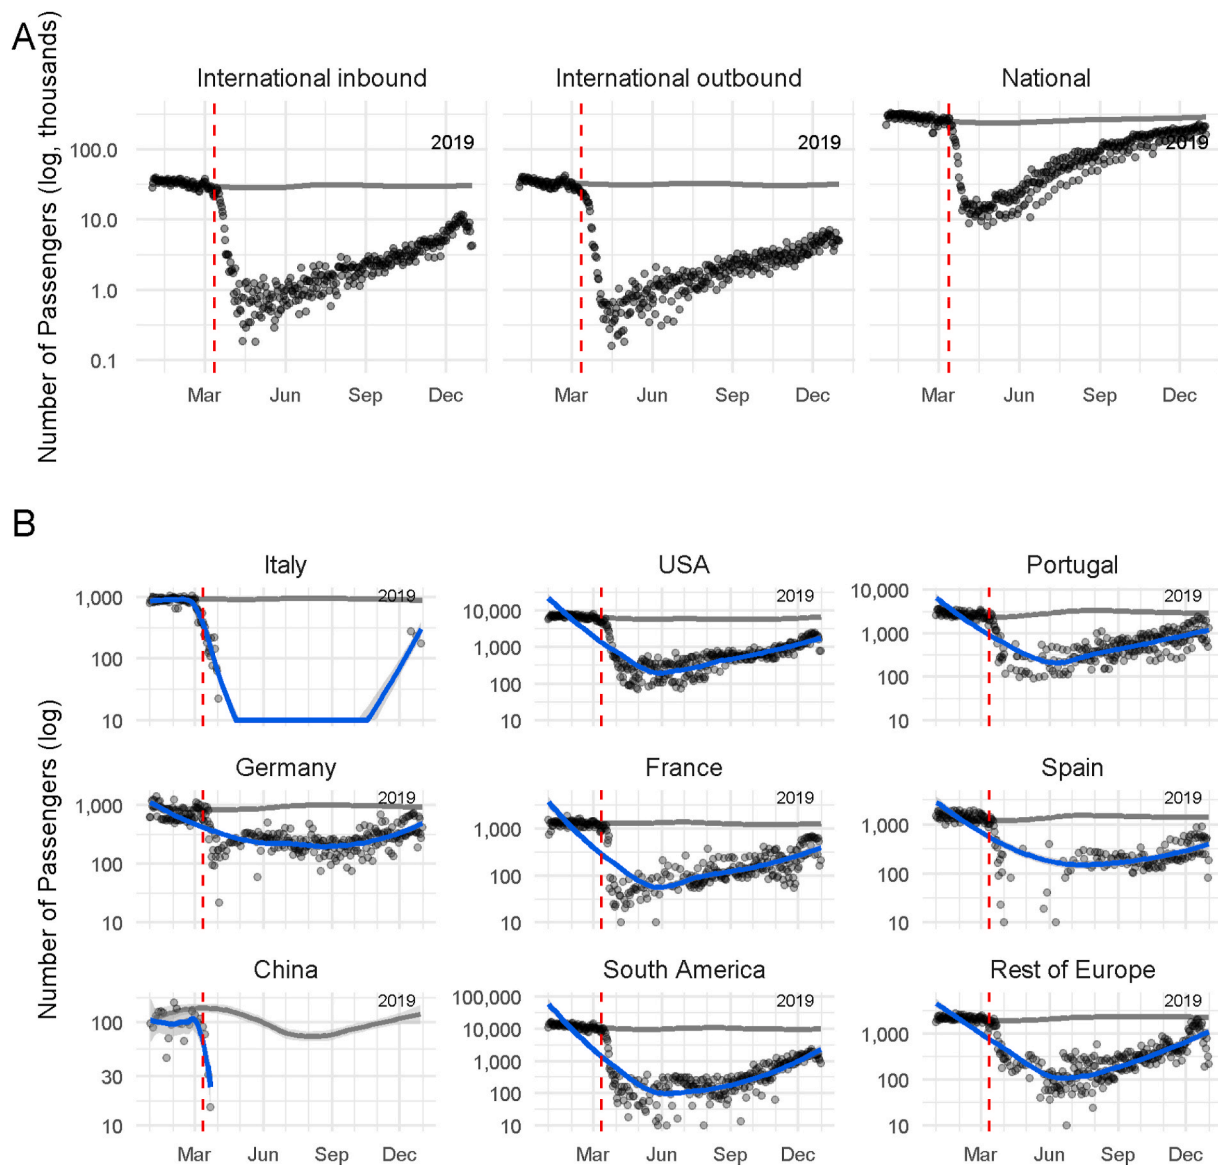 A
Number of Passengers (log, thousands)
International inbound
International outbound
National
100.0
10.0
1.0
0.1
2019
2019
2019
Mar Jun Sep Dec
Mar Jun Sep Dec
Mar Jun Sep Dec
B
Number of Passengers (log)
Italy
USA
Portugal
1,000
100
10
2019
10,000
1,000
100
10
2019
10,000
1,000
100
10
2019
Germany
France
Spain
1,000
100
10
2019
1,000
100
10
2019
1,000
100
10
2019
China
South America
Rest of Europe
100
30
10
2019
100,000
10,000
1,000
100
10
2019
1,000
100
10
2019
Mar Jun Sep Dec
Mar Jun Sep Dec
Mar Jun Sep Dec